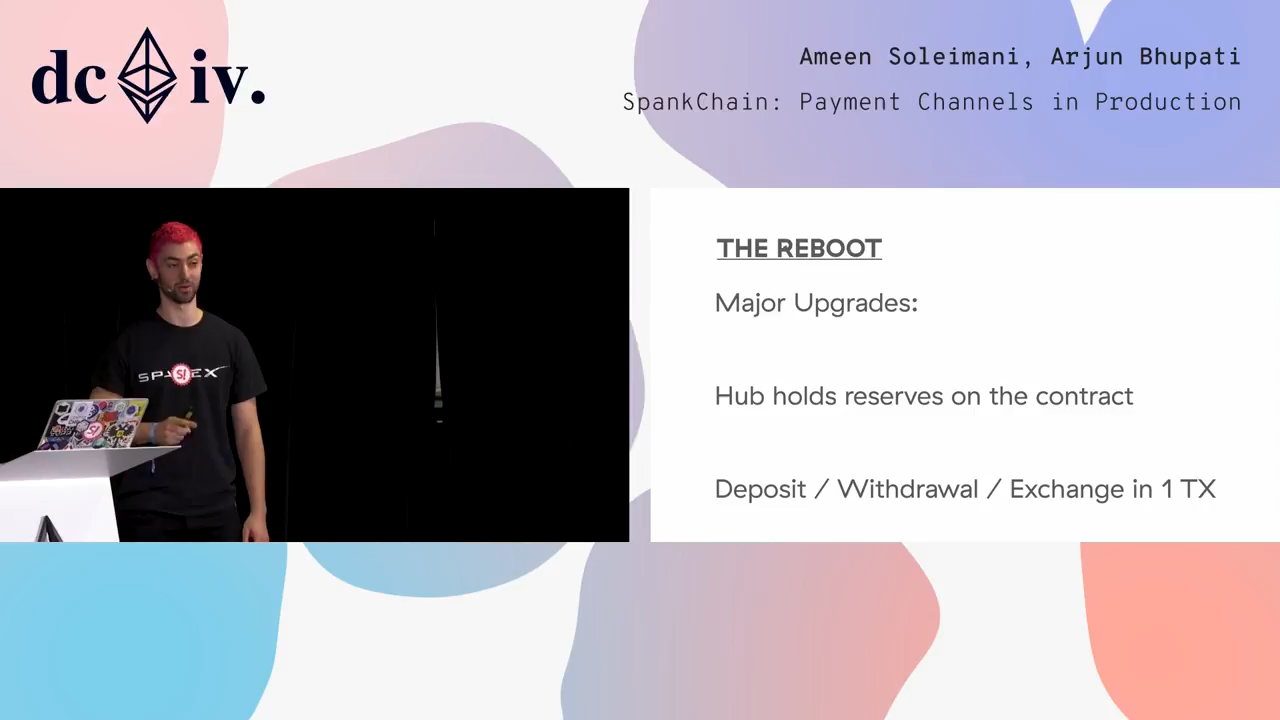 dc iv.
Ameen Soleimani, Arjun Bhupati
SpankChain: Payment Channels in Production
THE REBOOT
Major Upgrades:
Hub holds reserves on the contract
Deposit / Withdrawal / Exchange in 1 TX